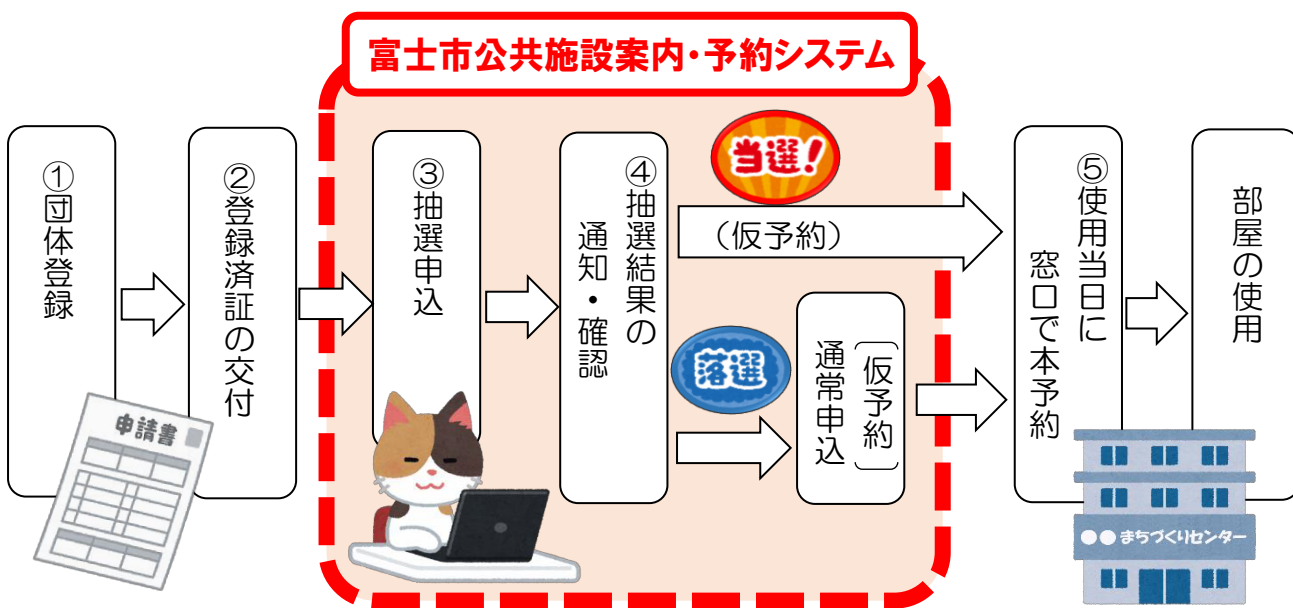 富士市公共施設案内・予約システム
①団体登録
申請書
②登録済証の交付
③抽選申込
④抽選結果の
通知・確認
当選!
(仮予約)
落選
通常申込
〔仮予約〕
⑤使用当日に
窓口で本予約
部屋の使用
●●まちづくりセンター